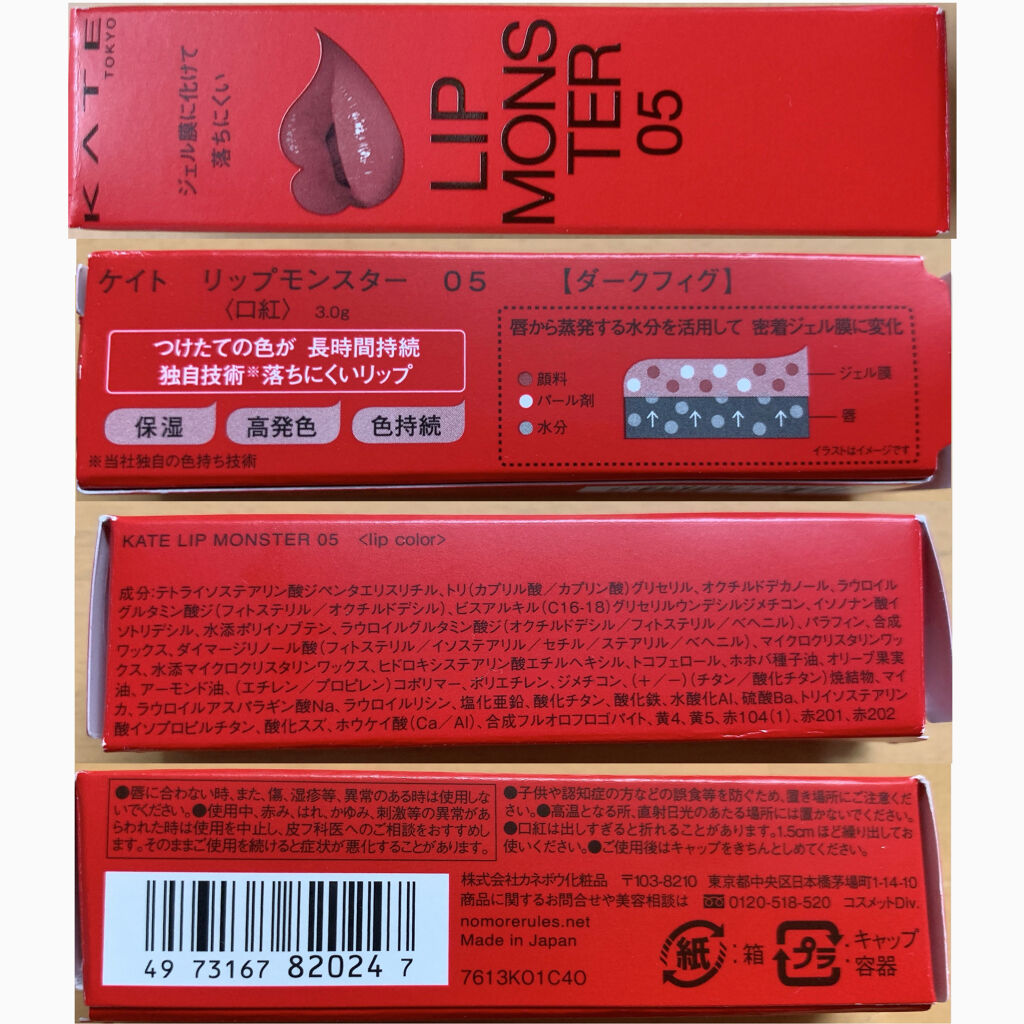 KATE
TOKYO
ジェル膜に化けて
落ちにくい
LIP
MONS
TER
05
ケイト リップモンスター 05 【ダークフィグ】
〈口紅〉 3.0g
つけたての色が 長時間持続
独自技術※落ちにくいリップ
保湿 高発色 色持続
※当社独自の色持ち技術
唇から蒸発する水分を活用して 密着ジェル膜に変化
顔料
パール剤
水分
ジェル膜
唇
イラストはイメージです
KATE LIP MONSTER 05 <lip color>
成分:テトライソステアリン酸ジペンタエリスリチル、トリ(カプリル酸/カプリン酸)グリセリル、オクチルドデカノール、ラウロイル
グルタミン酸ジ(フィトステリル/オクチルドデシル)、ビスアルキル(C16-18)グリセリルウンデシルジメチコン、イソノナン酸イ
ソトリデシル、水添ポリイソブテン、ラウロイルグルタミン酸ジ(オクチルドデシル/フィトステリル/ベヘニル)、パラフィン、合成
ワックス、ダイマージリノール酸(フィトステリル/イソステアリル/セチル/ステアリル/ベヘニル)、マイクロクリスタリンワッ
クス、水添マイクロクリスタリンワックス、ヒドロキシステアリン酸エチルヘキシル、トコフェロール、ホホバ種子油、オリーブ果実
油、アーモンド油、(エチレン/プロピレン)コポリマー、ポリエチレン、ジメチコン、(+/-)(チタン/酸化チタン)焼結物、マイ
カ、ラウロイルアスパラギン酸Na、ラウロイルリシン、塩化亜鉛、酸化チタン、酸化鉄、水酸化Al、硫酸Ba、トリイソステアリン
酸イソプロピルチタン、酸化スズ、ホウケイ酸(Ca/Al)、合成フルオロフロゴパイト、黄4、黄5、赤104(1)、赤201、赤202
●唇に合わない時、また、傷、湿疹等、異常のある時は使用しな
いでください。●使用中、赤み、はれ、かゆみ、刺激等の異常があ
らわれた時は使用を中止し、皮フ科医へのご相談をおすすめしま
す。そのままご使用を続けると症状が悪化することがあります。
●子供や認知症の方などの誤食等を防ぐため、置き場所にご注意くだ
さい。●高温となる所、直射日光のあたる場所には置かないでください。
●口紅は出しすぎると折れることがあります。1.5cmほど繰り出してお
使いください。●ご使用後はキャップをきちんとしめてください。
株式会社カネボウ化粧品 〒103-8210 東京都中央区日本橋茅場町1-14-10
商品に関するお問合せや美容相談は 0120-518-520 コスメットDiv.
nomorerules.net
Made in Japan
7613K01C40
49 73167 82024 7
紙:箱 プラ:キャップ
容器